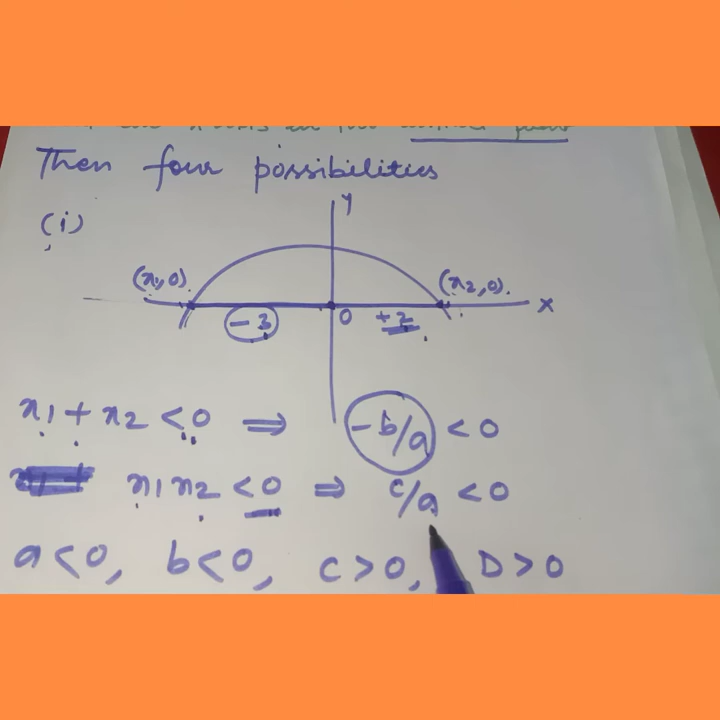 Then four possibilities
(i)
y
(x1,0) (x2,0)
-3 0 +2 x
x1 + x2 < 0 ⇒ -b/a < 0
x1 x2 < 0 ⇒ c/a < 0
a < 0, b < 0, c > 0, D > 0